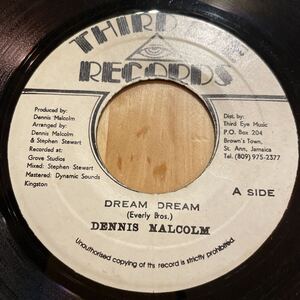 THIRD
RECORDS
Produced by:
Dennis Malcolm
Arranged by:
Dennis Malcolm
& Stephen Stewart
Recorded at:
Grove Studios
Mixed: Stephen Stewart
Mastered: Dynamic Sounds
Kingston
Dist. by:
Third Eye Music
P.O. Box 204
Brown's Town,
St. Ann, Jamaica
Tel: (809) 975-2377
A SIDE
DREAM DREAM
(Everly Bros.)
DENNIS MALCOLM
Unauthorised copying of this record is strictly prohibited.